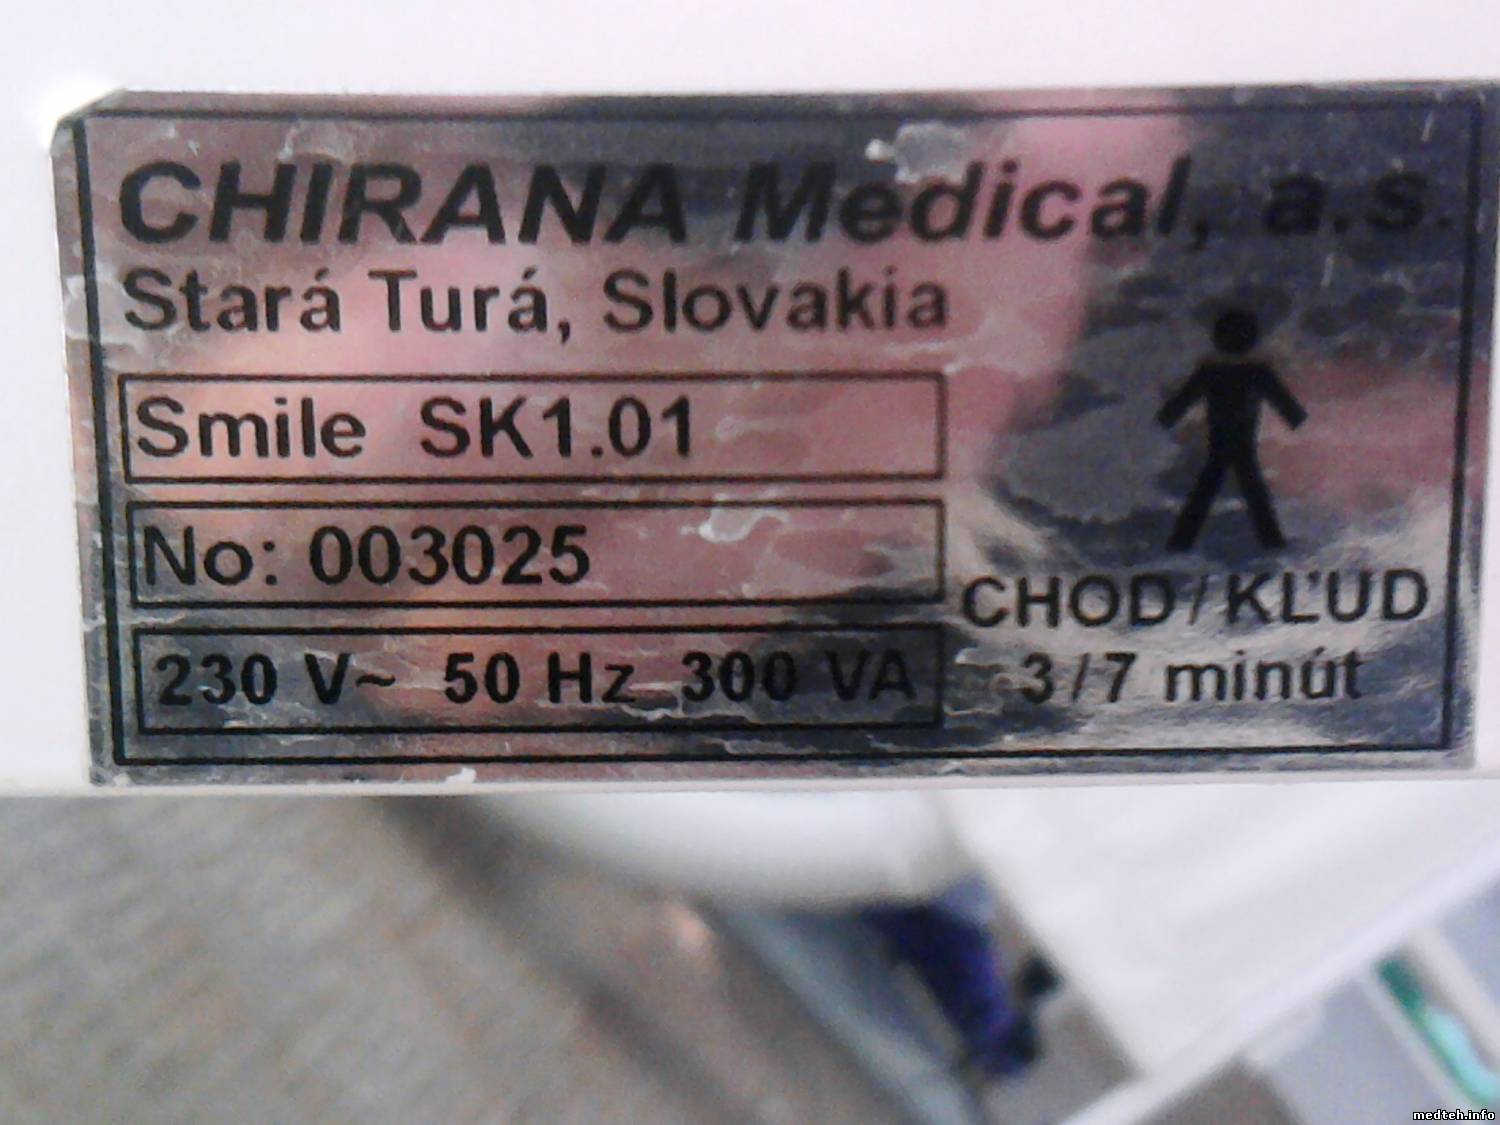 CHIRANA Medical, a.s.
Stará Turá, Slovakia
Smile SK1.01
No: 003025
230 V~ 50 Hz 300 VA
CHOD/KĽUD
3/7 minút
medteh.info